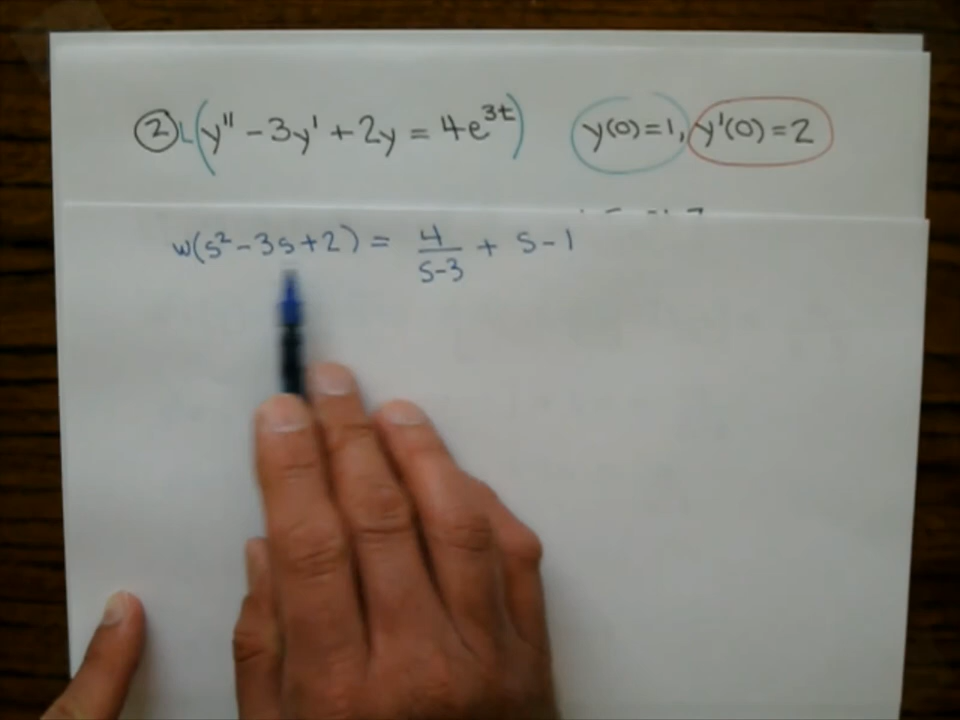 ② L(y'' - 3y' + 2y = 4e^{3t}) y(0)=1, y'(0)=2
w(s² - 3s + 2) = 4/(s-3) + s - 1